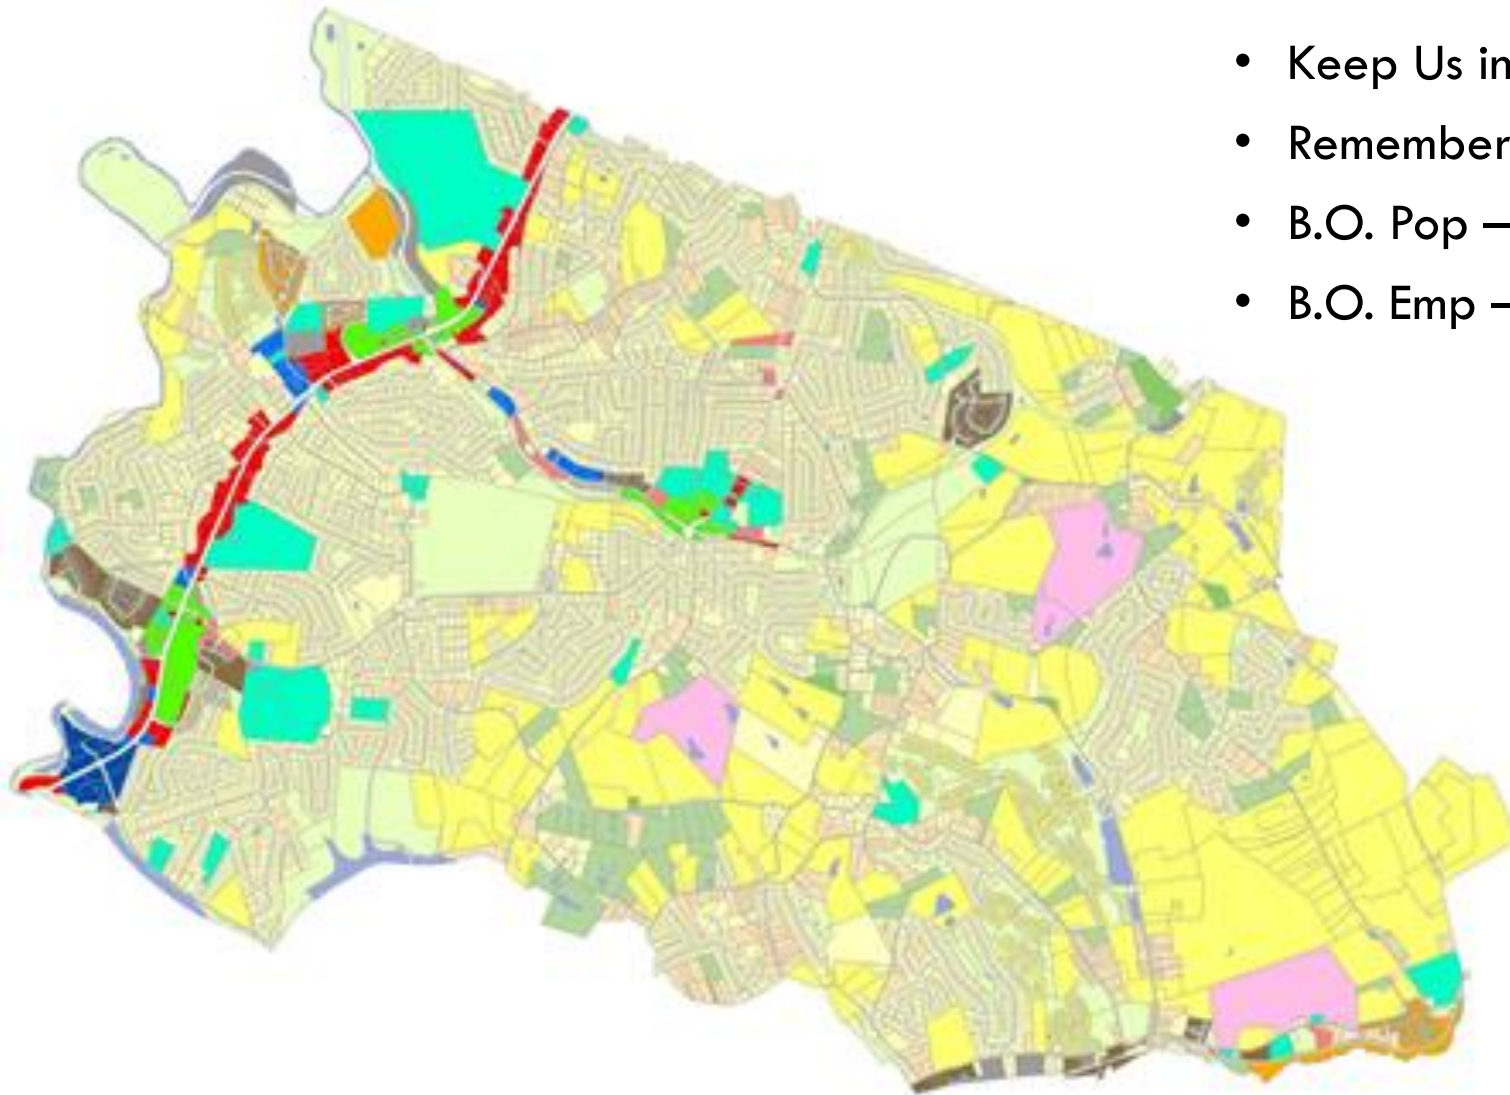 • Keep Us in
• Remember
• B.O. Pop –
• B.O. Emp –